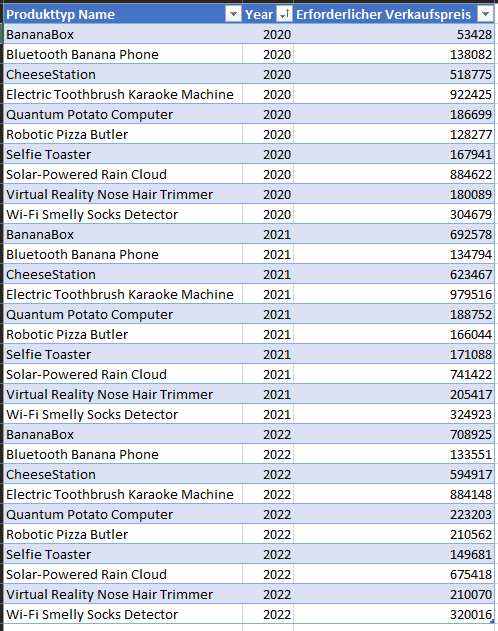 Produkttyp Name Year Erforderlicher Verkaufspreis
BananaBox 2020 53428
Bluetooth Banana Phone 2020 138082
CheeseStation 2020 518775
Electric Toothbrush Karaoke Machine 2020 922425
Quantum Potato Computer 2020 186699
Robotic Pizza Butler 2020 128277
Selfie Toaster 2020 167941
Solar-Powered Rain Cloud 2020 884622
Virtual Reality Nose Hair Trimmer 2020 180089
Wi-Fi Smelly Socks Detector 2020 304679
BananaBox 2021 692578
Bluetooth Banana Phone 2021 134794
CheeseStation 2021 623467
Electric Toothbrush Karaoke Machine 2021 979516
Quantum Potato Computer 2021 188752
Robotic Pizza Butler 2021 166044
Selfie Toaster 2021 171088
Solar-Powered Rain Cloud 2021 741422
Virtual Reality Nose Hair Trimmer 2021 205417
Wi-Fi Smelly Socks Detector 2021 324923
BananaBox 2022 708925
Bluetooth Banana Phone 2022 133551
CheeseStation 2022 594917
Electric Toothbrush Karaoke Machine 2022 884148
Quantum Potato Computer 2022 223203
Robotic Pizza Butler 2022 210562
Selfie Toaster 2022 149681
Solar-Powered Rain Cloud 2022 675418
Virtual Reality Nose Hair Trimmer 2022 210070
Wi-Fi Smelly Socks Detector 2022 320016